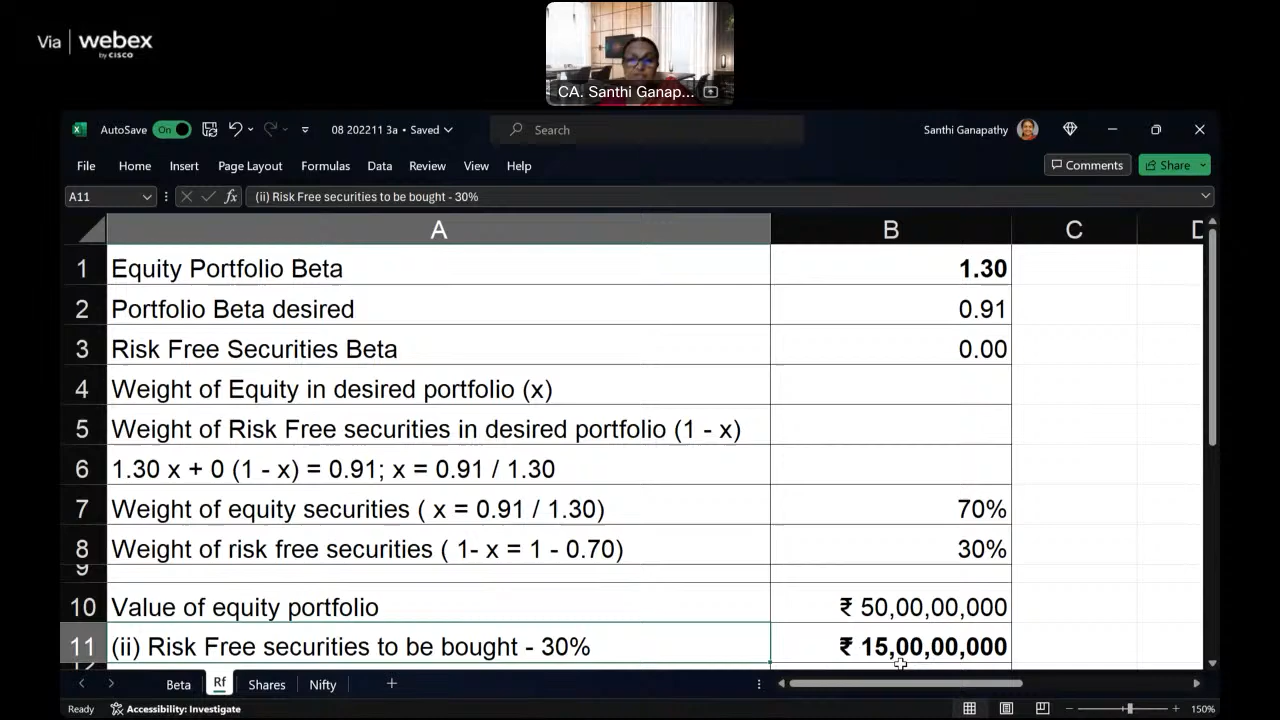 Via webex
by CISCO
CA. Santhi Ganap...
AutoSave On 08 202211 3a • Saved Search Santhi Ganapathy
File Home Insert Page Layout Formulas Data Review View Help Comments Share
A11 fx (ii) Risk Free securities to be bought - 30%
A B C D
1 Equity Portfolio Beta 1.30
2 Portfolio Beta desired 0.91
3 Risk Free Securities Beta 0.00
4 Weight of Equity in desired portfolio (x)
5 Weight of Risk Free securities in desired portfolio (1 - x)
6 1.30 x + 0 (1 - x) = 0.91; x = 0.91 / 1.30
7 Weight of equity securities ( x = 0.91 / 1.30) 70%
8 Weight of risk free securities ( 1- x = 1 - 0.70) 30%
9
10 Value of equity portfolio ₹ 50,00,00,000
11 (ii) Risk Free securities to be bought - 30% ₹ 15,00,00,000
12
Beta Rf Shares Nifty
Ready Accessibility: Investigate 150%